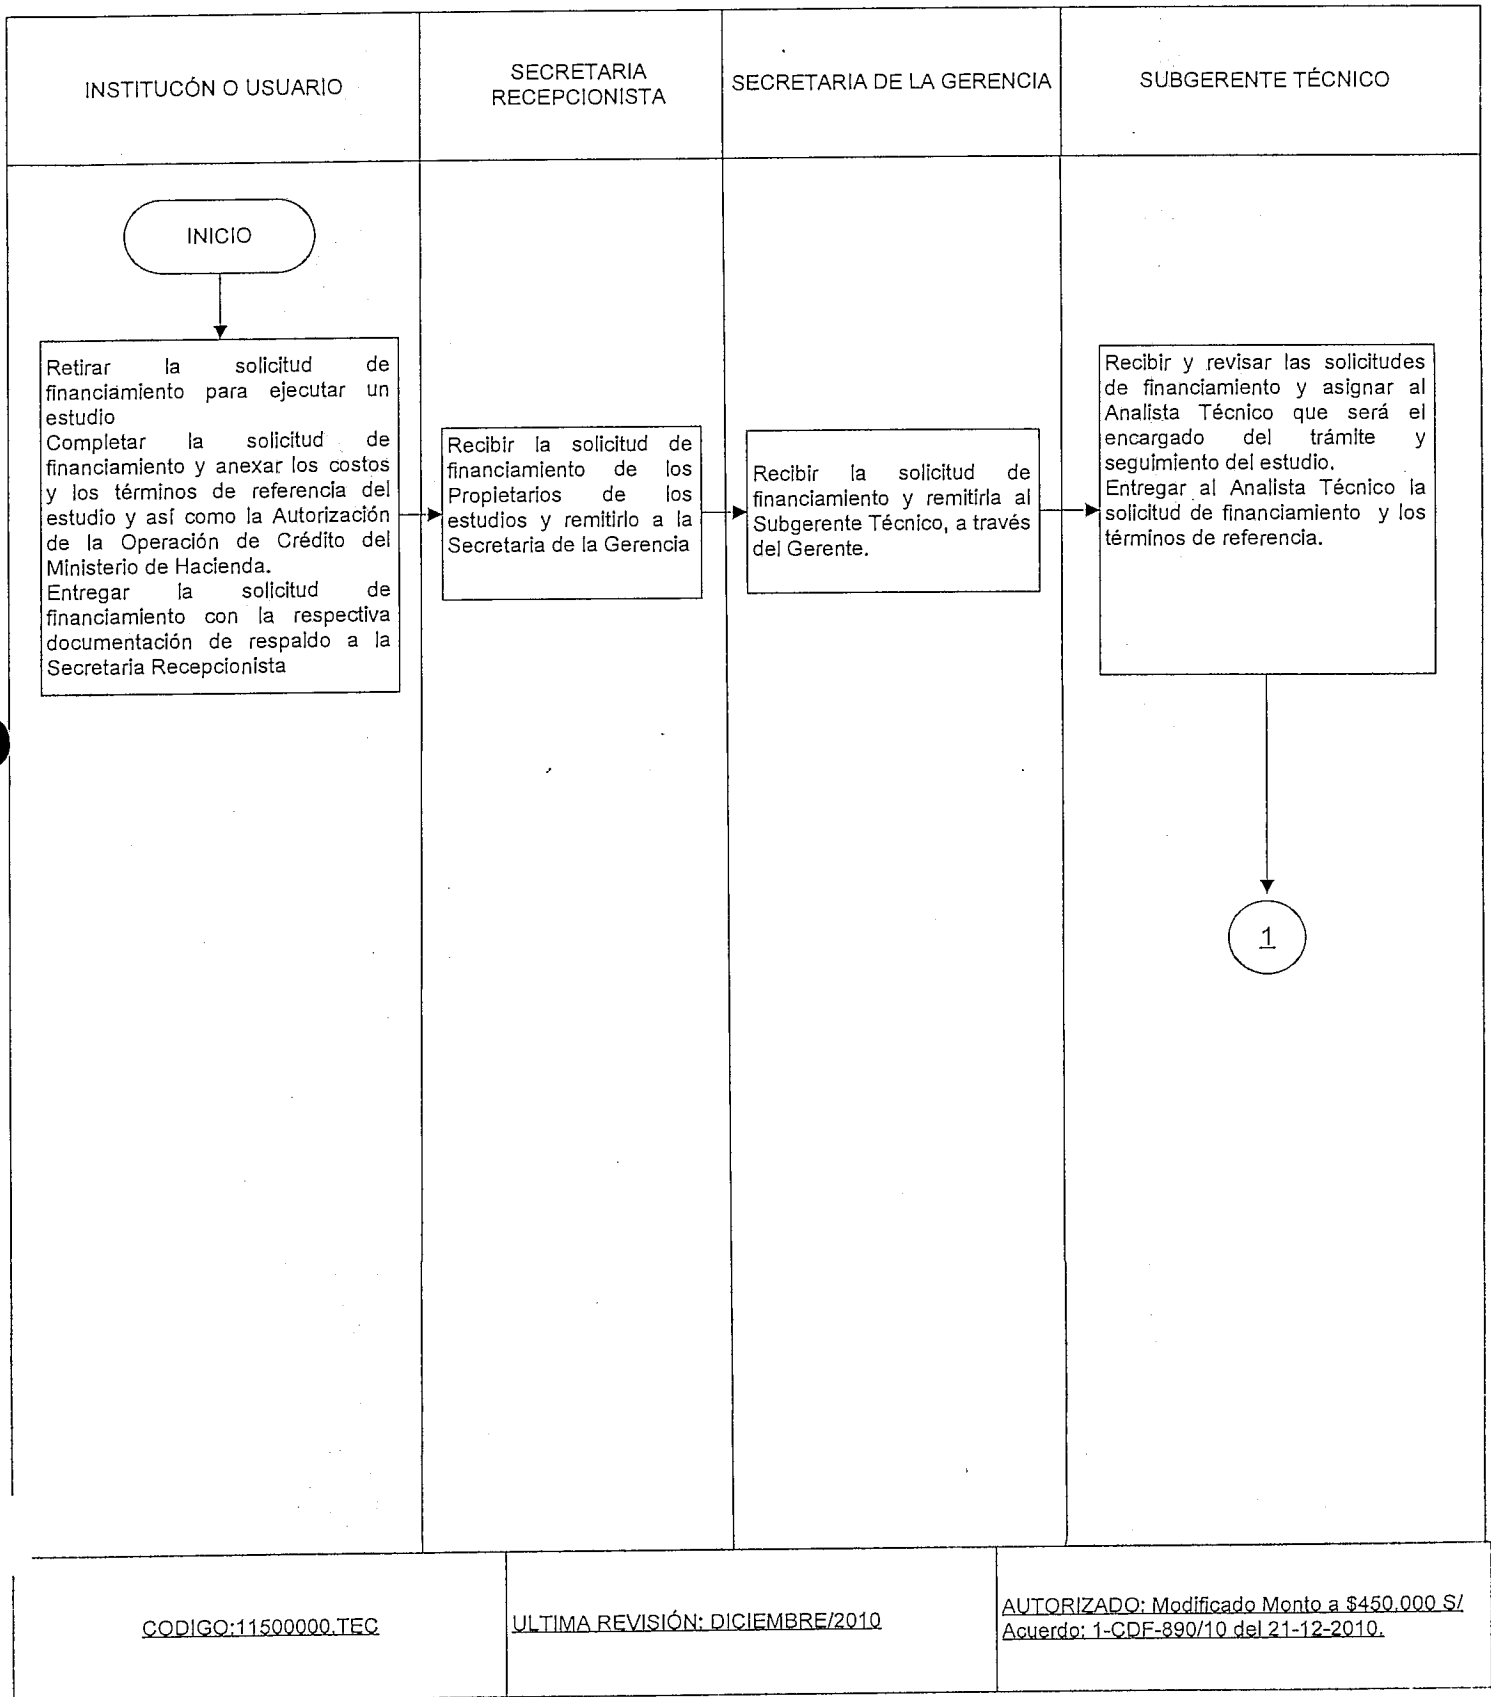 INSTITUCÓN O USUARIO
SECRETARIA
RECEPCIONISTA
SECRETARIA DE LA GERENCIA
SUBGERENTE TÉCNICO
INICIO
Retirar la solicitud de
financiamiento para ejecutar un
estudio
Completar la solicitud de
financiamiento y anexar los costos
y los términos de referencia del
estudio y así como la Autorización
de la Operación de Crédito del
Ministerio de Hacienda.
Entregar la solicitud de
financiamiento con la respectiva
documentación de respaldo a la
Secretaria Recepcionista
Recibir la solicitud de
financiamiento de los
Propietarios de los
estudios y remitirlo a la
Secretaria de la Gerencia
Recibir la solicitud de
financiamiento y remitirla al
Subgerente Técnico, a través
del Gerente.
Recibir y revisar las solicitudes
de financiamiento y asignar al
Analista Técnico que será el
encargado del trámite y
seguimiento del estudio.
Entregar al Analista Técnico la
solicitud de financiamiento y los
términos de referencia.
1
CODIGO:11500000.TEC
ULTIMA REVISIÓN: DICIEMBRE/2010
AUTORIZADO: Modificado Monto a $450.000 S/
Acuerdo: 1-CDF-890/10 del 21-12-2010.